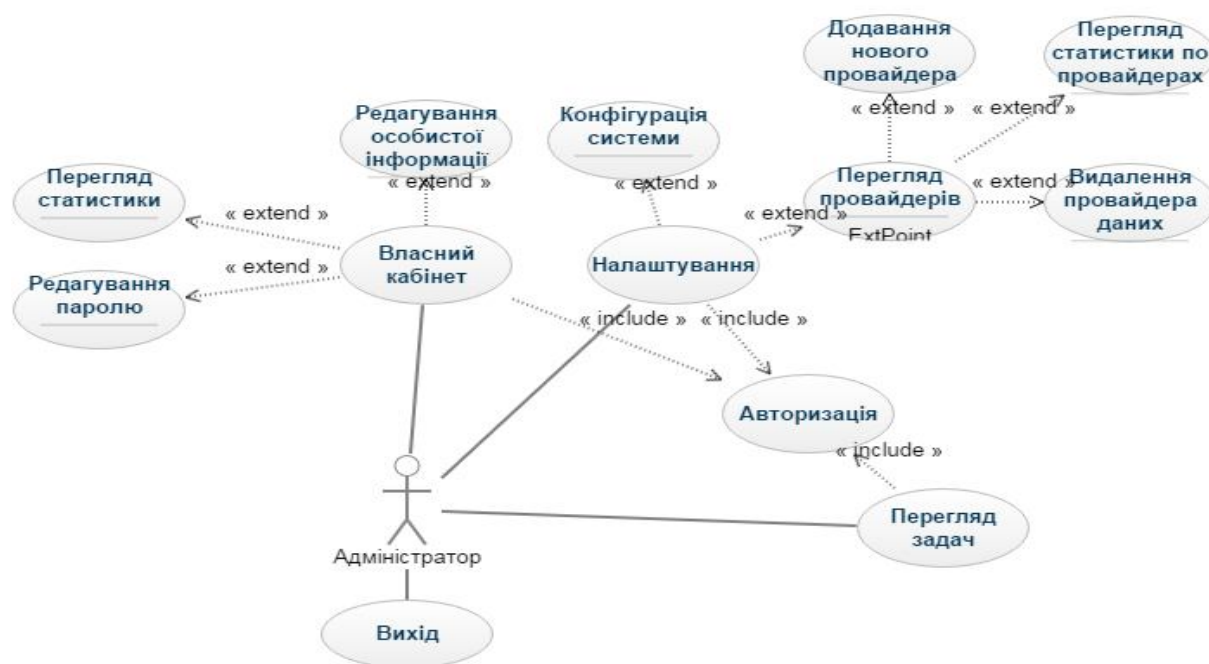 Додавання
нового
провайдера
Перегляд
статистики по
провайдерах
« extend »
« extend »
Редагування
особистої
інформації
« extend »
Конфігурація
системи
« extend »
Перегляд
статистики
« extend »
Перегляд
провайдерів
ExtPoint
« extend »
Видалення
провайдера
даних
« extend »
Власний
кабінет
Налаштування
Редагування
паролю
« extend »
« include »
« include »
Авторизація
« include »
Перегляд
задач
Адміністратор
Вихід